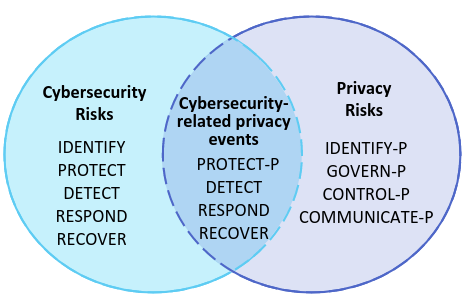 Cybersecurity
Risks
IDENTIFY
PROTECT
DETECT
RESPOND
RECOVER
Cybersecurity-
related privacy
events
PROTECT-P
DETECT
RESPOND
RECOVER
Privacy
Risks
IDENTIFY-P
GOVERN-P
CONTROL-P
COMMUNICATE-P